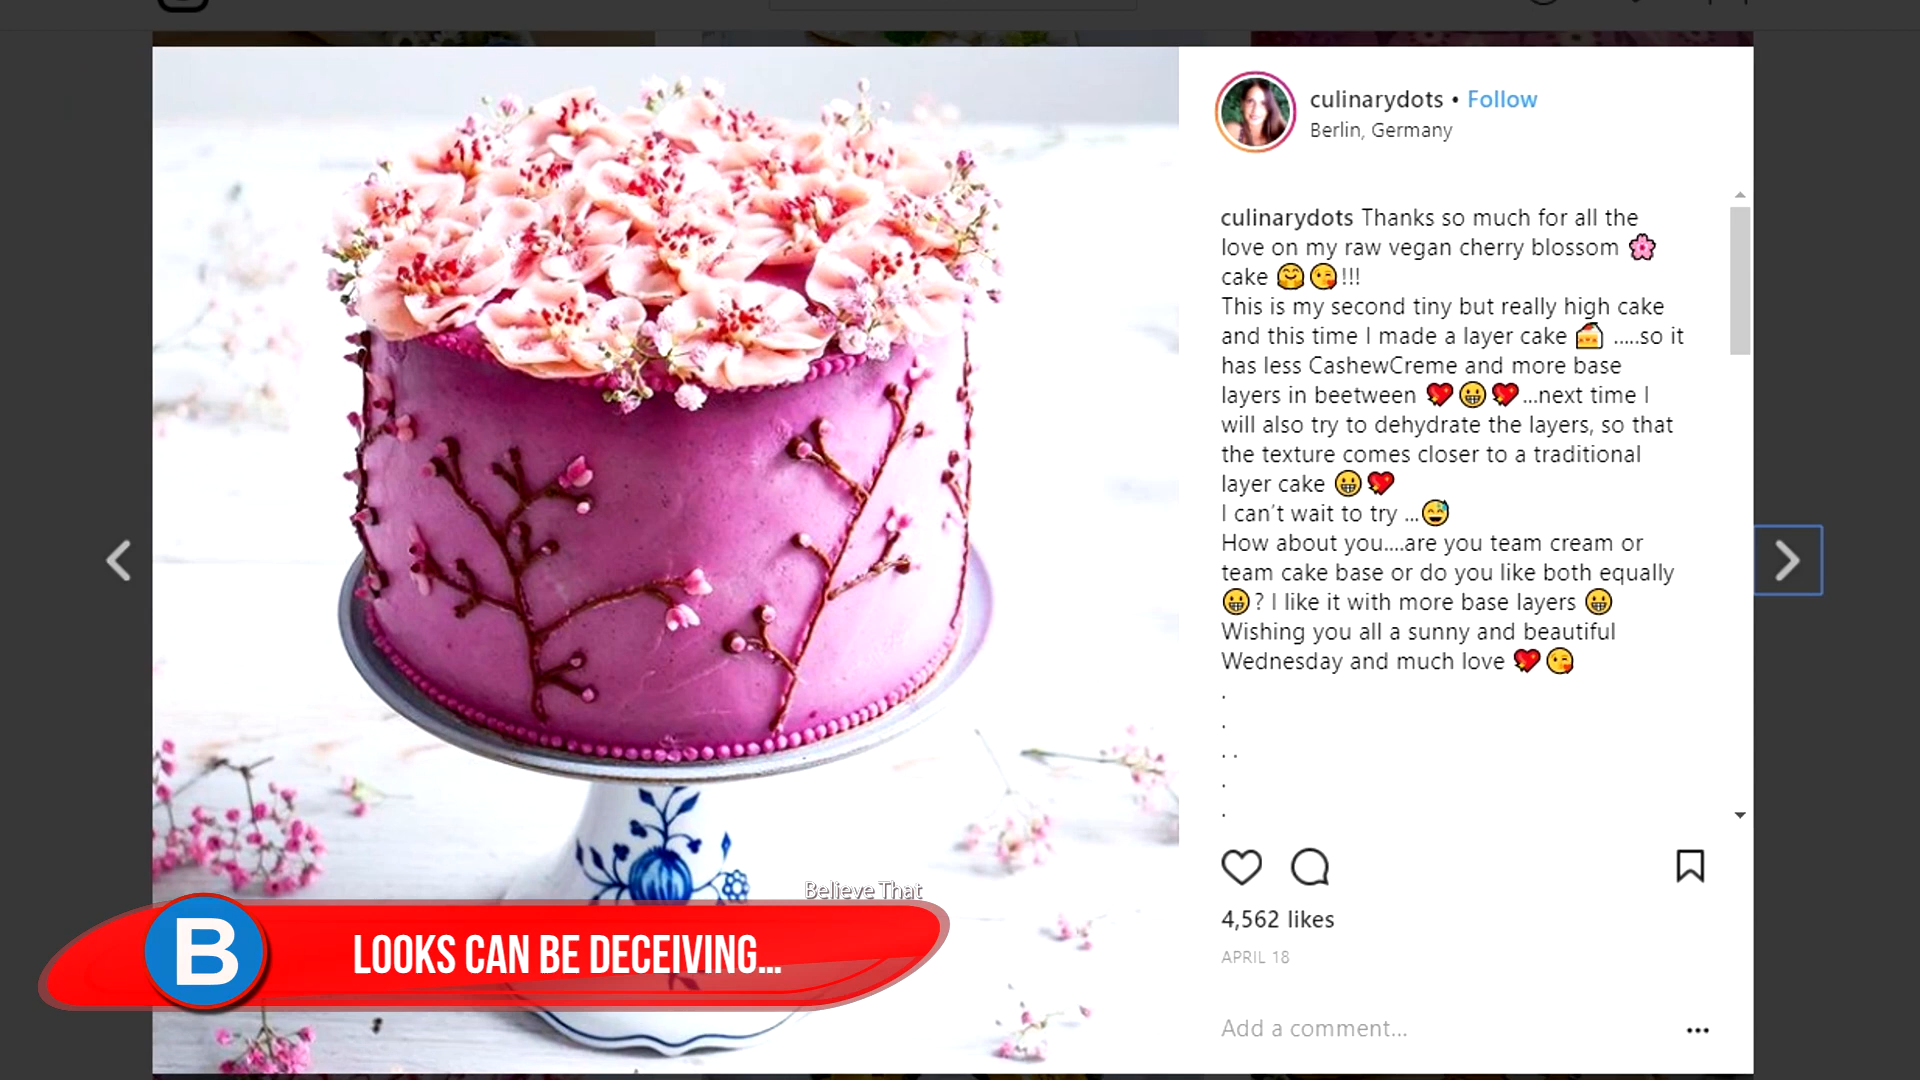 culinarydots • Follow
Berlin, Germany
culinarydots Thanks so much for all the
love on my raw vegan cherry blossom 🌸
cake 🤗😘!!!
This is my second tiny but really high cake
and this time I made a layer cake 🍰 .....so it
has less CashewCreme and more base
layers in beetween 💖😀💖...next time I
will also try to dehydrate the layers, so that
the texture comes closer to a traditional
layer cake 😀💖
I can't wait to try ...😅
How about you....are you team cream or
team cake base or do you like both equally
😀? I like it with more base layers 😀
Wishing you all a sunny and beautiful
Wednesday and much love 💖😘
.
.
. .
.
.
4,562 likes
APRIL 18
Add a comment...
Believe That
B
LOOKS CAN BE DECEIVING...